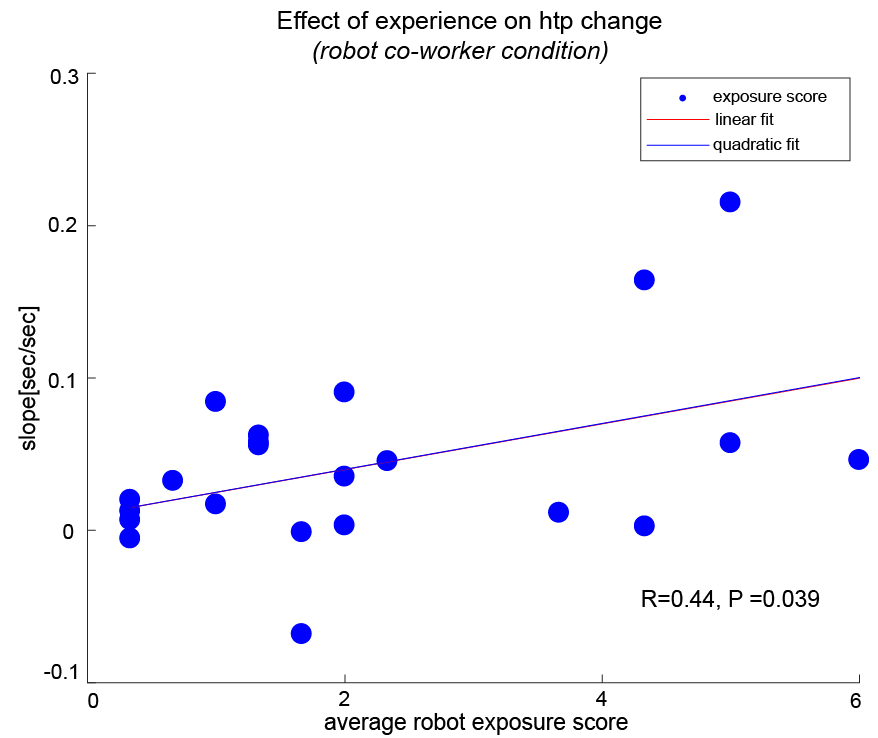 Effect of experience on htp change
(robot co-worker condition)
exposure score
linear fit
quadratic fit
0.3
0.2
0.1
0
-0.1
slope[sec/sec]
R=0.44, P =0.039
0
2
4
6
average robot exposure score